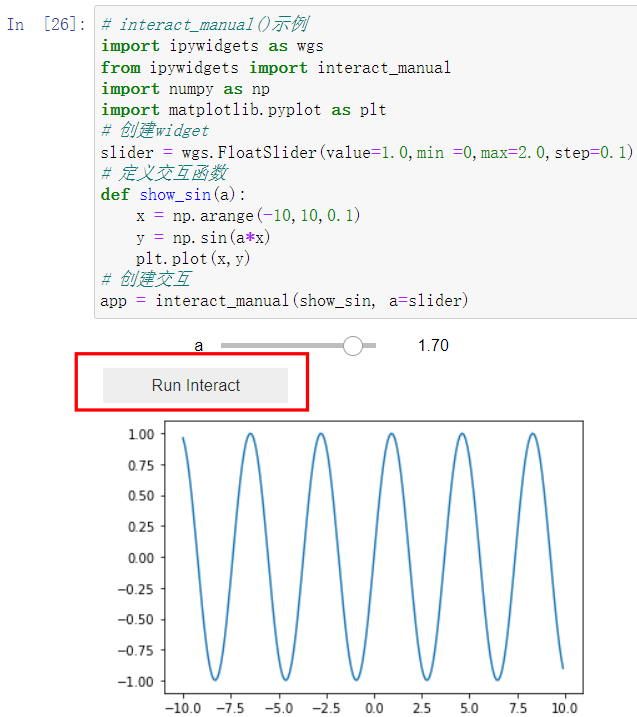 In [26]:
# interact_manual()示例
import ipywidgets as wgs
from ipywidgets import interact_manual
import numpy as np
import matplotlib.pyplot as plt
# 创建widget
slider = wgs.FloatSlider(value=1.0,min =0,max=2.0,step=0.1)
# 定义交互函数
def show_sin(a):
    x = np.arange(-10,10,0.1)
    y = np.sin(a*x)
    plt.plot(x,y)
# 创建交互
app = interact_manual(show_sin, a=slider)
a 1.70
Run Interact
1.00
0.75
0.50
0.25
0.00
−0.25
−0.50
−0.75
−1.00
−10.0 −7.5 −5.0 −2.5 0.0 2.5 5.0 7.5 10.0